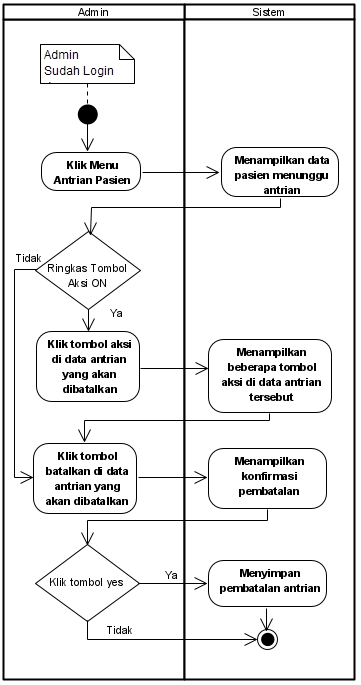 Admin
Sistem
Admin
Sudah Login
Klik Menu
Antrian Pasien
Menampilkan data
pasien menunggu
antrian
Tidak
Ringkas Tombol
Aksi ON
Ya
Klik tombol aksi
di data antrian
yang akan
dibatalkan
Menampilkan
beberapa tombol
aksi di data antrian
tersebut
Klik tombol
batalkan di data
antrian yang
akan dibatalkan
Menampilkan
konfirmasi
pembatalan
Klik tombol yes
Ya
Menyimpan
pembatalan antrian
Tidak